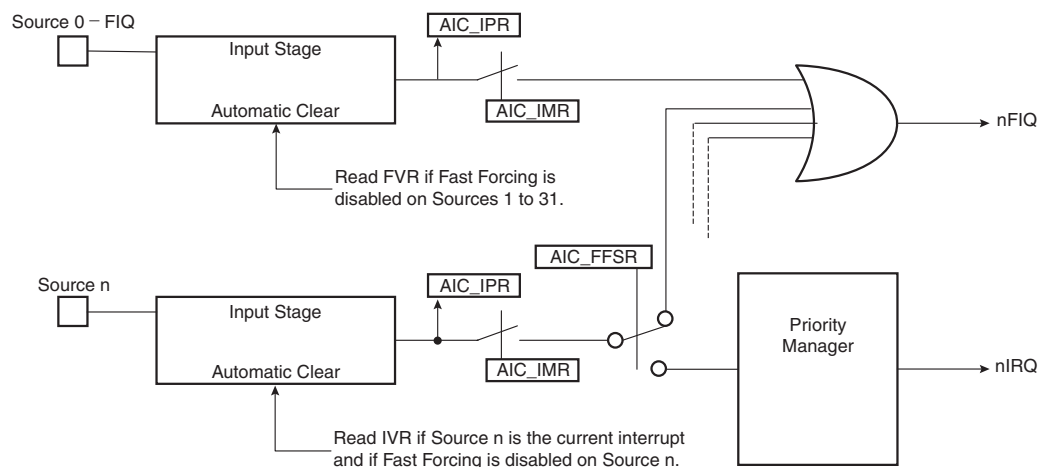 Source 0 – FIQ
AIC_IPR
Input Stage
Automatic Clear
AIC_IMR
nFIQ
Read FVR if Fast Forcing is
disabled on Sources 1 to 31.
AIC_FFSR
Source n
AIC_IPR
Input Stage
Priority
Manager
Automatic Clear
AIC_IMR
nIRQ
Read IVR if Source n is the current interrupt
and if Fast Forcing is disabled on Source n.